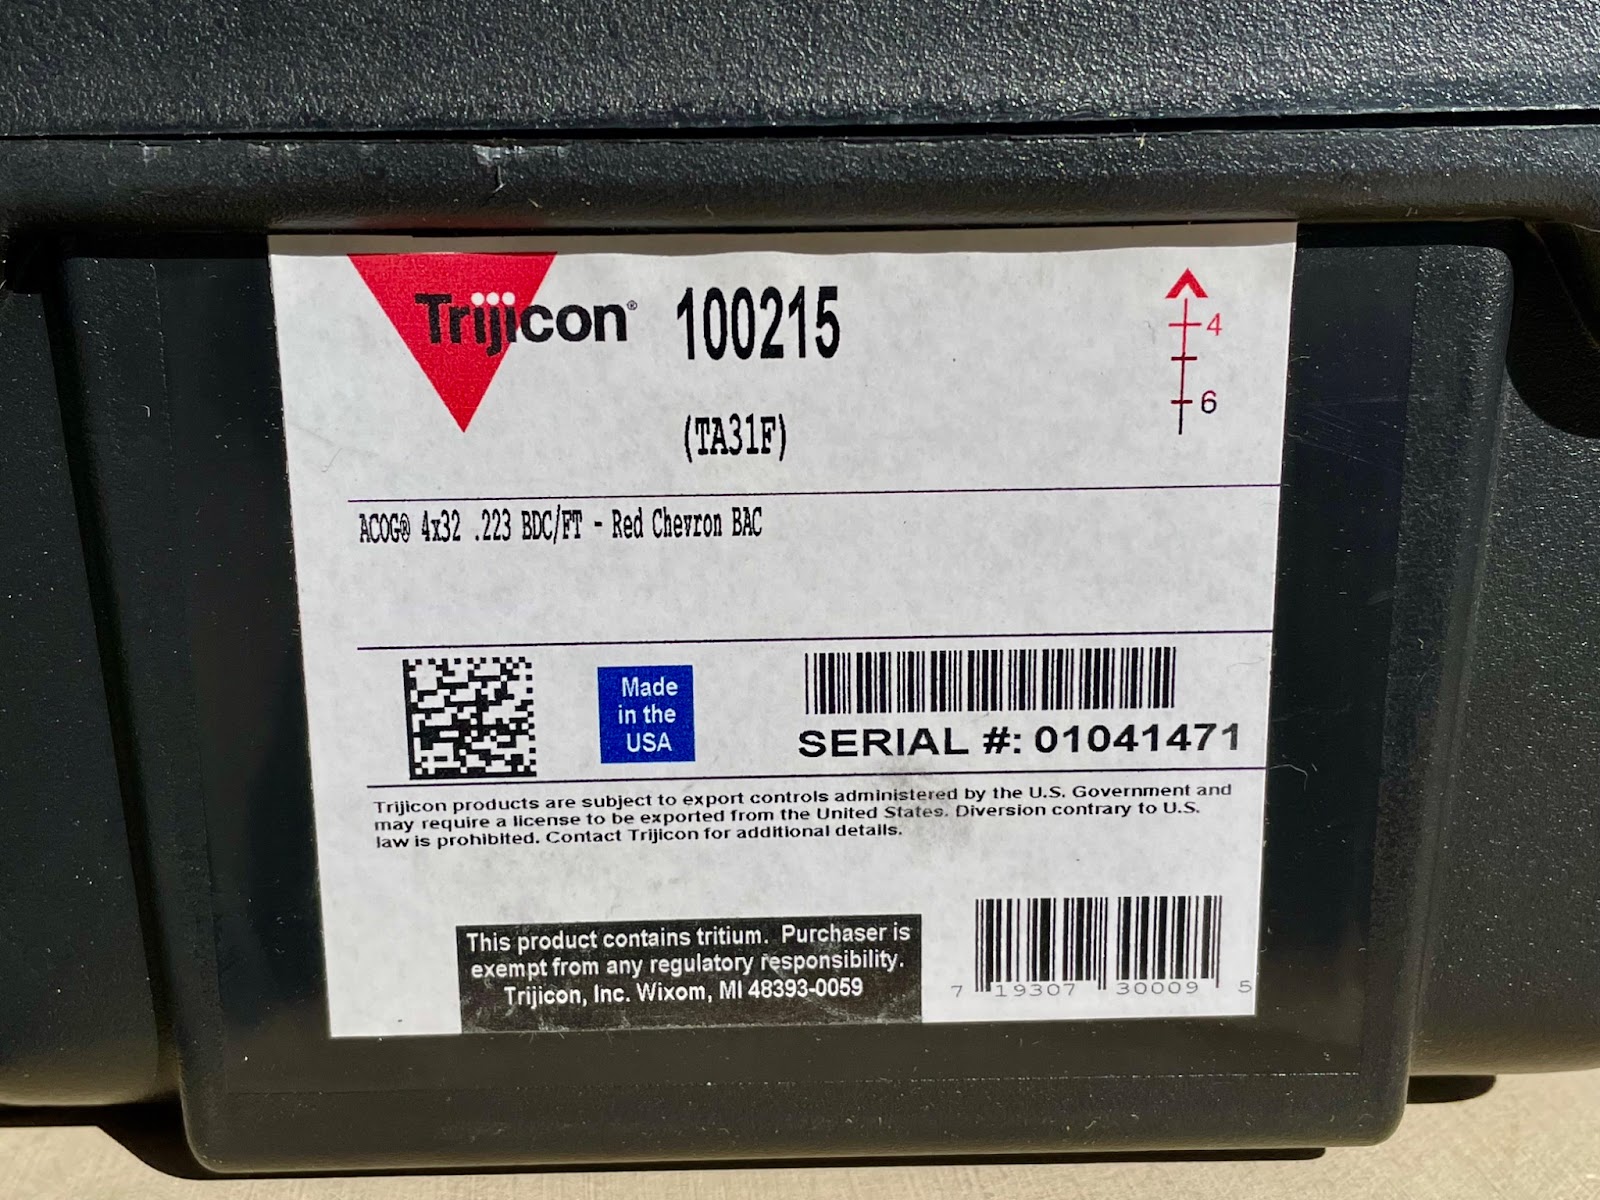 Trijicon® 100215
(TA31F)
4
6
ACOG® 4x32 .223 BDC/FT - Red Chevron BAC
Made
in the
USA
SERIAL #: 01041471
Trijicon products are subject to export controls administered by the U.S. Government and
may require a license to be exported from the United States. Diversion contrary to U.S.
law is prohibited. Contact Trijicon for additional details.
This product contains tritium. Purchaser is
exempt from any regulatory responsibility.
Trijicon, Inc. Wixom, MI 48393-0059
7 19307 30009 5